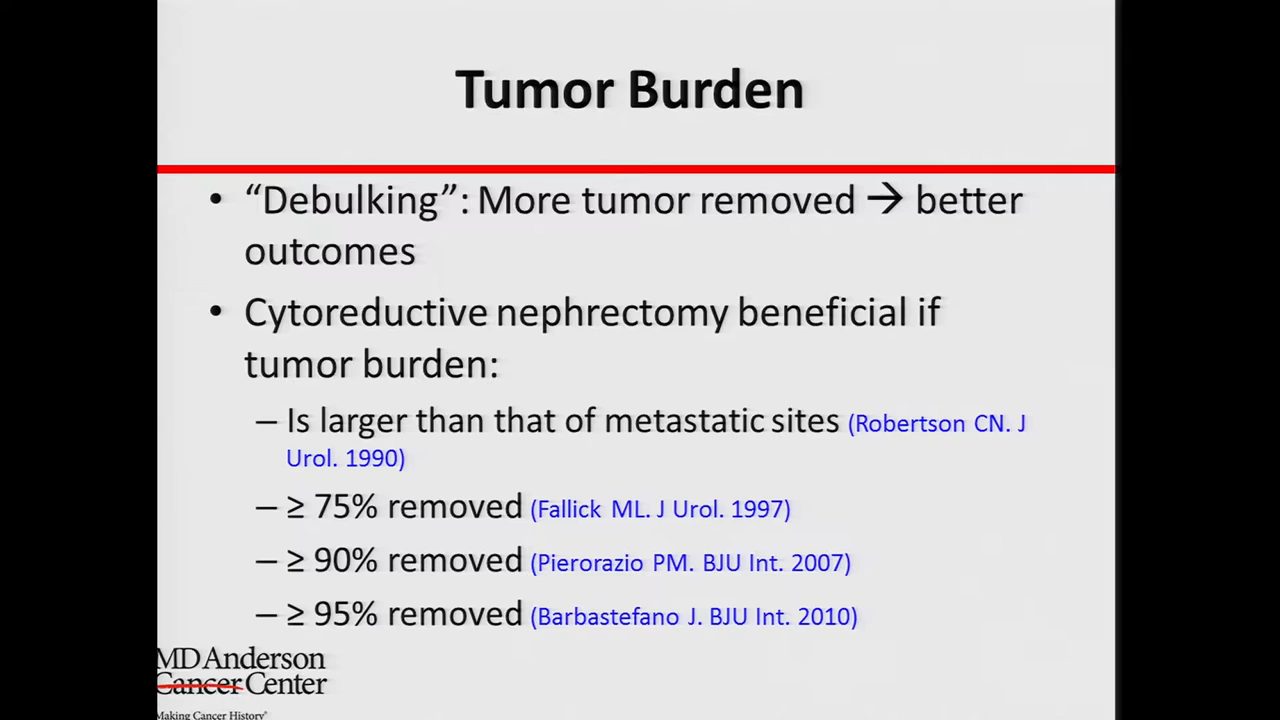 Tumor Burden
• “Debulking”: More tumor removed → better
outcomes
• Cytoreductive nephrectomy beneficial if
tumor burden:
– Is larger than that of metastatic sites (Robertson CN. J
Urol. 1990)
– ≥ 75% removed (Fallick ML. J Urol. 1997)
– ≥ 90% removed (Pierorazio PM. BJU Int. 2007)
– ≥ 95% removed (Barbastefano J. BJU Int. 2010)
MD Anderson
Cancer Center
Making Cancer History®